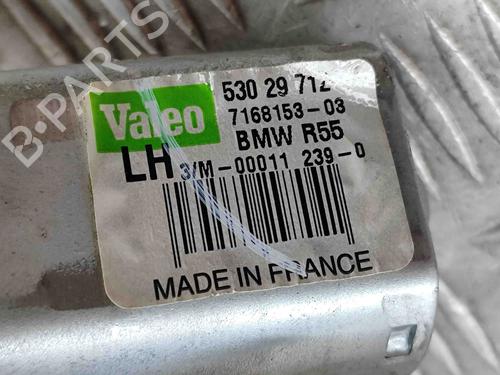 B-PARTS
Valeo
530 29 712
7168153-03
BMW R55
LH
3/M-00011 239-0
MADE IN FRANCE